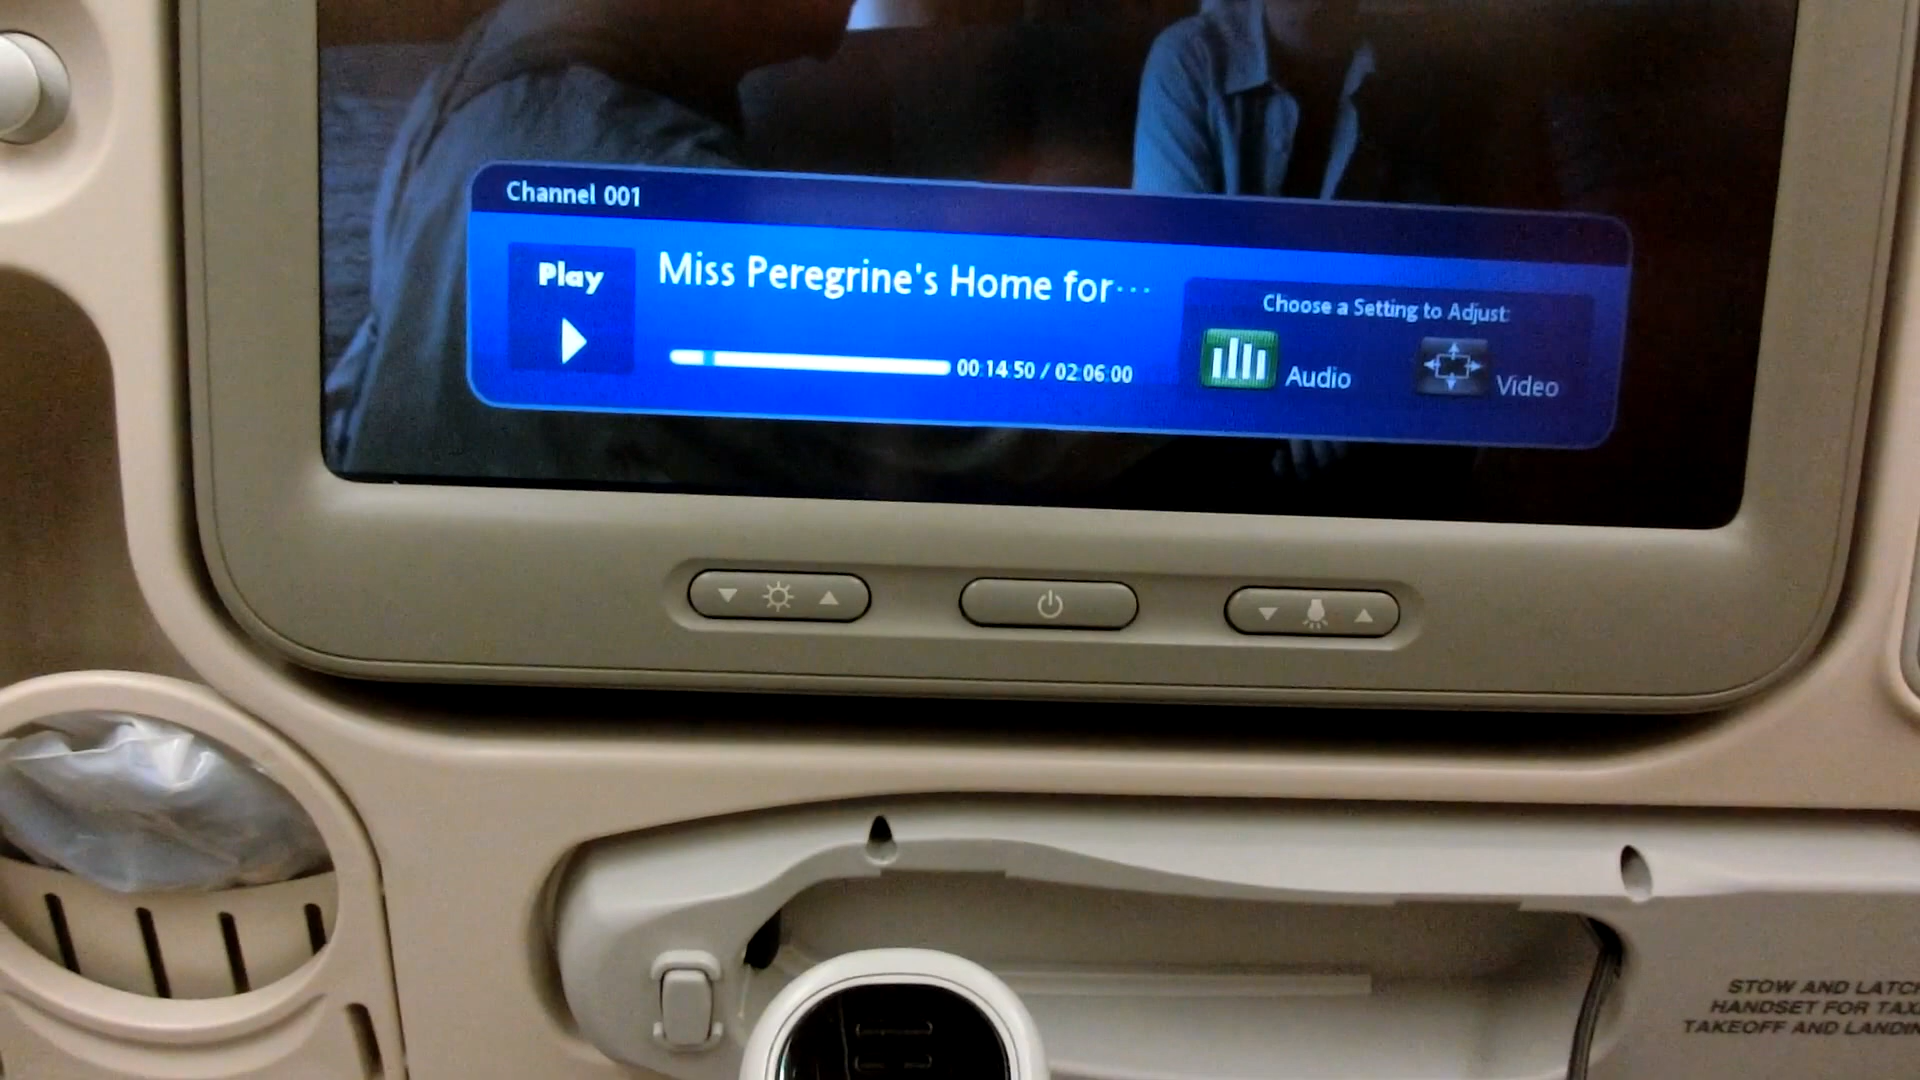 Channel 001
Play
Miss Peregrine's Home for···
00:14:50 / 02:06:00
Choose a Setting to Adjust:
Audio
Video
STOW AND LATCH
HANDSET FOR TAXI
TAKEOFF AND LANDIN